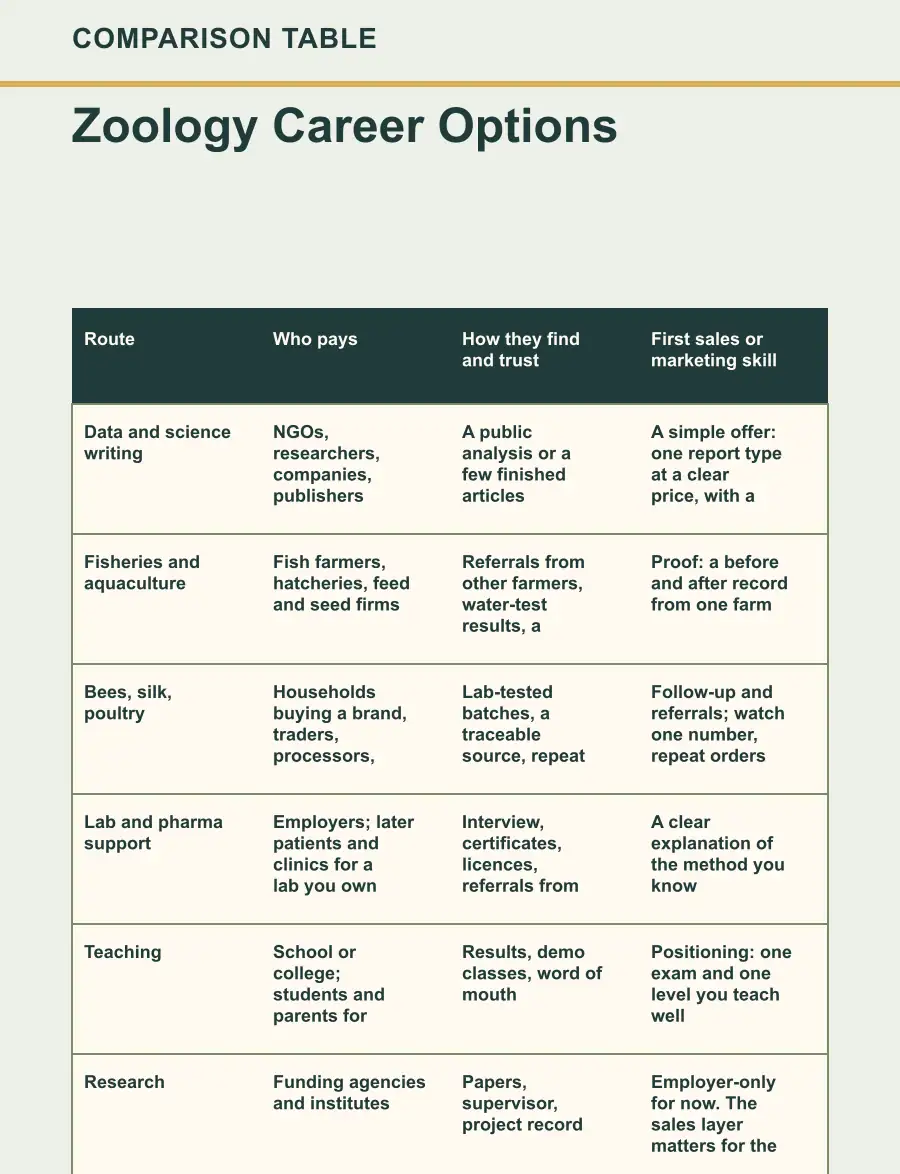 COMPARISON TABLE
Zoology Career Options
Route
Who pays
How they find
and trust
First sales or
marketing skill
Data and science
writing
NGOs,
researchers,
companies,
publishers
A public
analysis or a
few finished
articles
A simple offer:
one report type
at a clear
price, with a
Fisheries and
aquaculture
Fish farmers,
hatcheries, feed
and seed firms
Referrals from
other farmers,
water-test
results, a
Proof: a before
and after record
from one farm
Bees, silk,
poultry
Households
buying a brand,
traders,
processors,
Lab-tested
batches, a
traceable
source, repeat
Follow-up and
referrals; watch
one number,
repeat orders
Lab and pharma
support
Employers; later
patients and
clinics for a
lab you own
Interview,
certificates,
licences,
referrals from
A clear
explanation of
the method you
know
Teaching
School or
college;
students and
parents for
Results, demo
classes, word of
mouth
Positioning: one
exam and one
level you teach
well
Research
Funding agencies
and institutes
Papers,
supervisor,
project record
Employer-only
for now. The
sales layer
matters for the